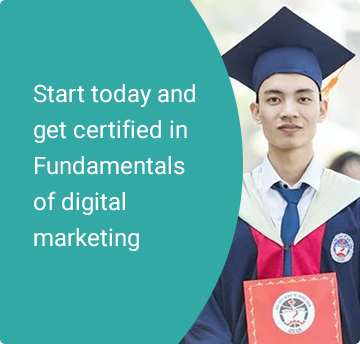 Start today and
get certified in
Fundamentals
of digital
marketing